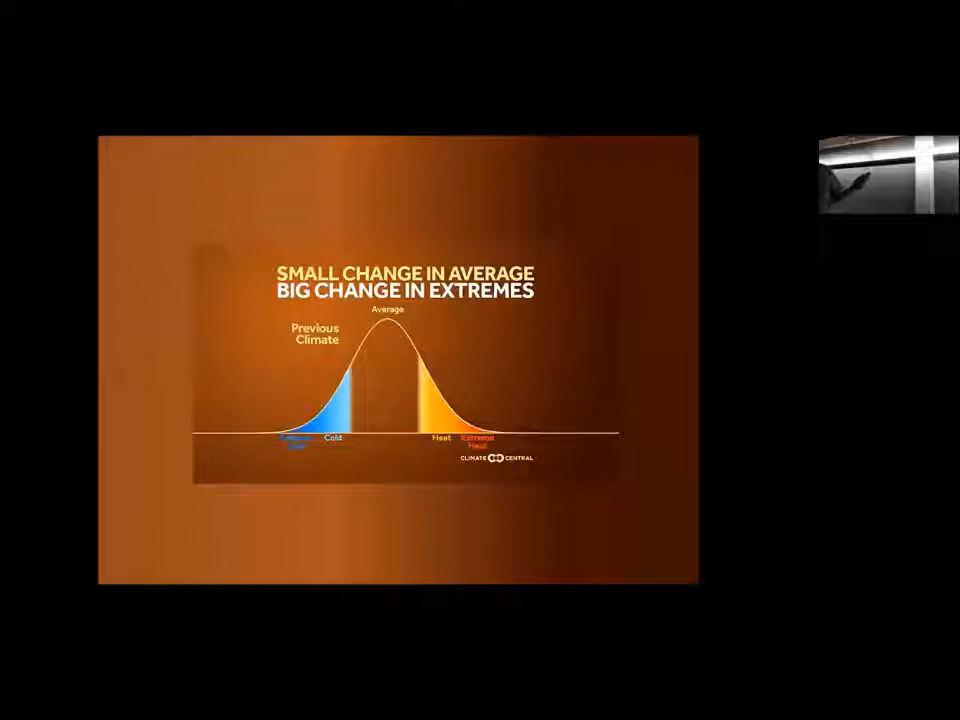 SMALL CHANGE IN AVERAGE
BIG CHANGE IN EXTREMES
Average
Previous
Climate
Cold
Heat
Extreme
Heat
CLIMATE CENTRAL